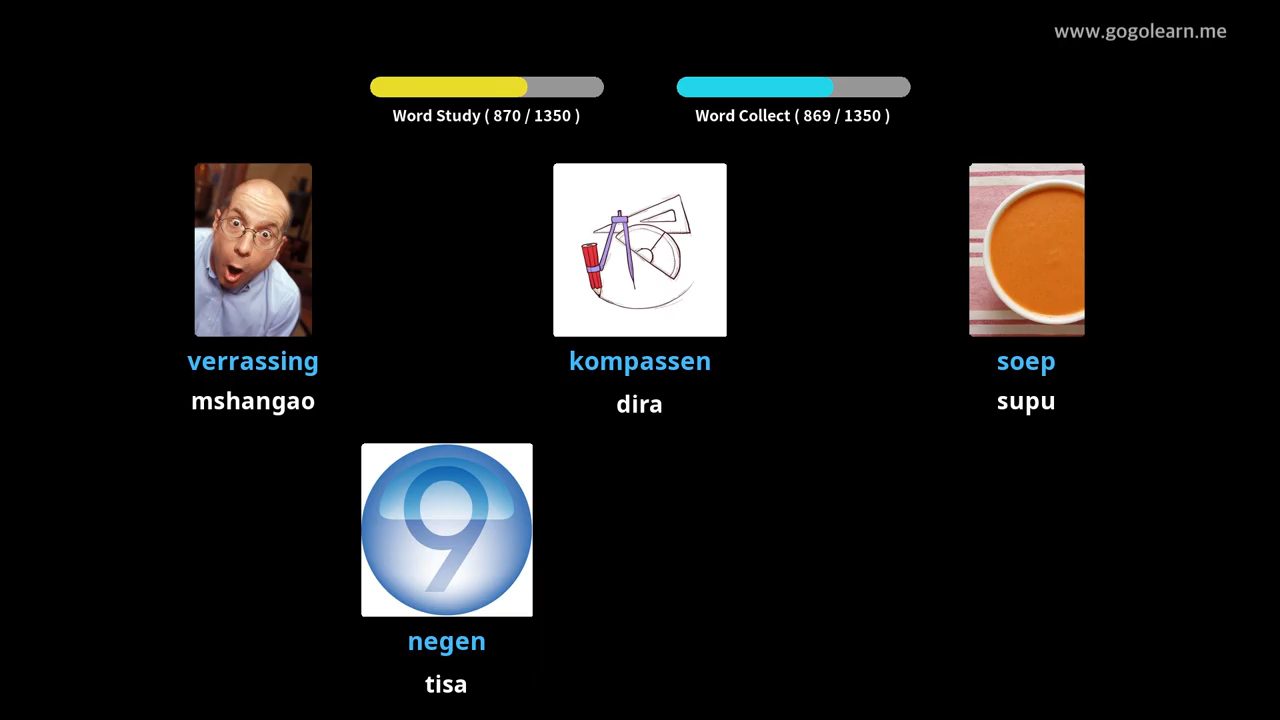 www.gogolearn.me
Word Study ( 870 / 1350 )
Word Collect ( 869 / 1350 )
verrassing
mshangao
kompassen
dira
soep
supu
9
negen
tisa